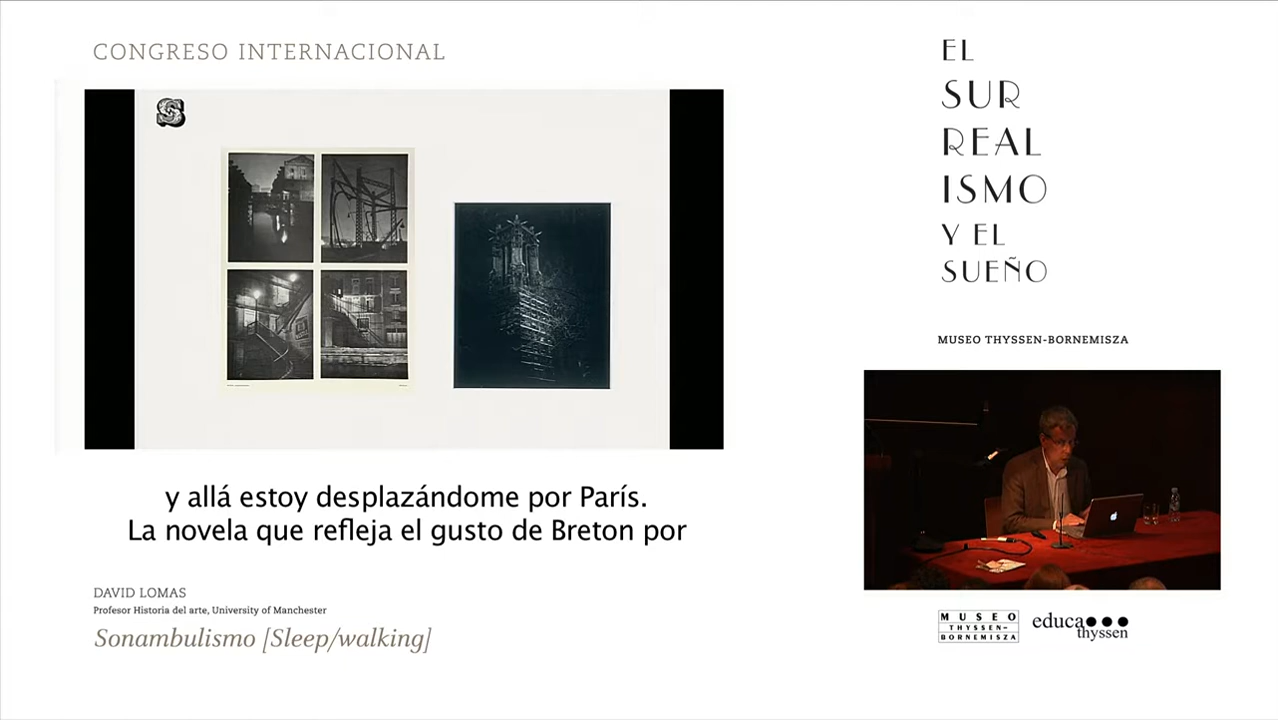 CONGRESO INTERNACIONAL
S
y allá estoy desplazándome por París.
La novela que refleja el gusto de Breton por
DAVID LOMAS
Profesor Historia del arte, University of Manchester
Sonambulismo [Sleep/walking]
EL
SUR
REAL
ISMO
Y EL
SUEÑO
MUSEO THYSSEN-BORNEMISZA
MUSEO
THYSSEN-
BORNEMISZA
educa
thyssen